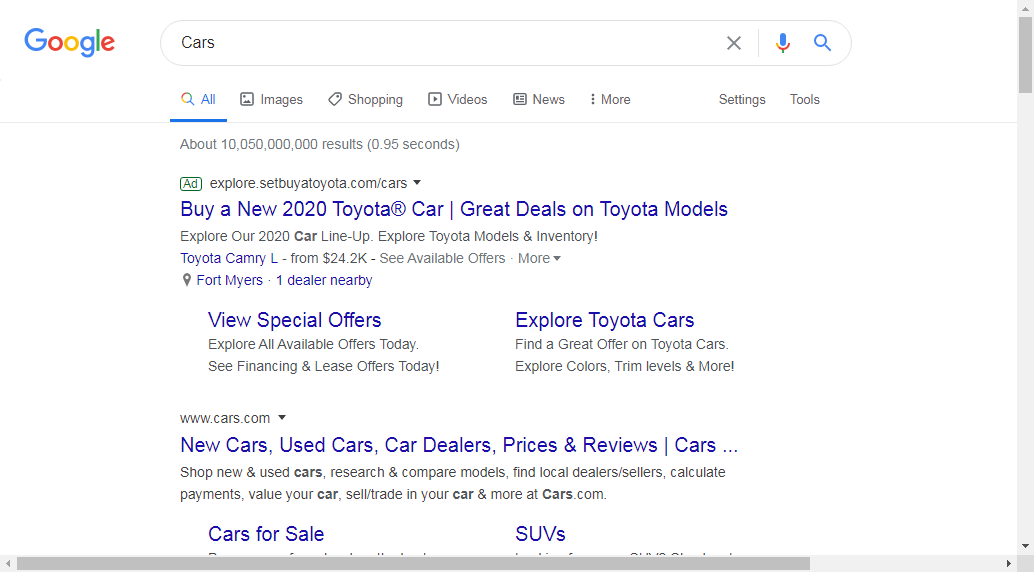 Google
Cars
All Images Shopping Videos News More Settings Tools
About 10,050,000,000 results (0.95 seconds)
Ad explore.setbuyatoyota.com/cars
Buy a New 2020 Toyota® Car | Great Deals on Toyota Models
Explore Our 2020 Car Line-Up. Explore Toyota Models & Inventory!
Toyota Camry L - from $24.2K - See Available Offers · More
Fort Myers · 1 dealer nearby
View Special Offers
Explore All Available Offers Today.
See Financing & Lease Offers Today!
Explore Toyota Cars
Find a Great Offer on Toyota Cars.
Explore Colors, Trim levels & More!
www.cars.com
New Cars, Used Cars, Car Dealers, Prices & Reviews | Cars ...
Shop new & used cars, research & compare models, find local dealers/sellers, calculate
payments, value your car, sell/trade in your car & more at Cars.com.
Cars for Sale
SUVs